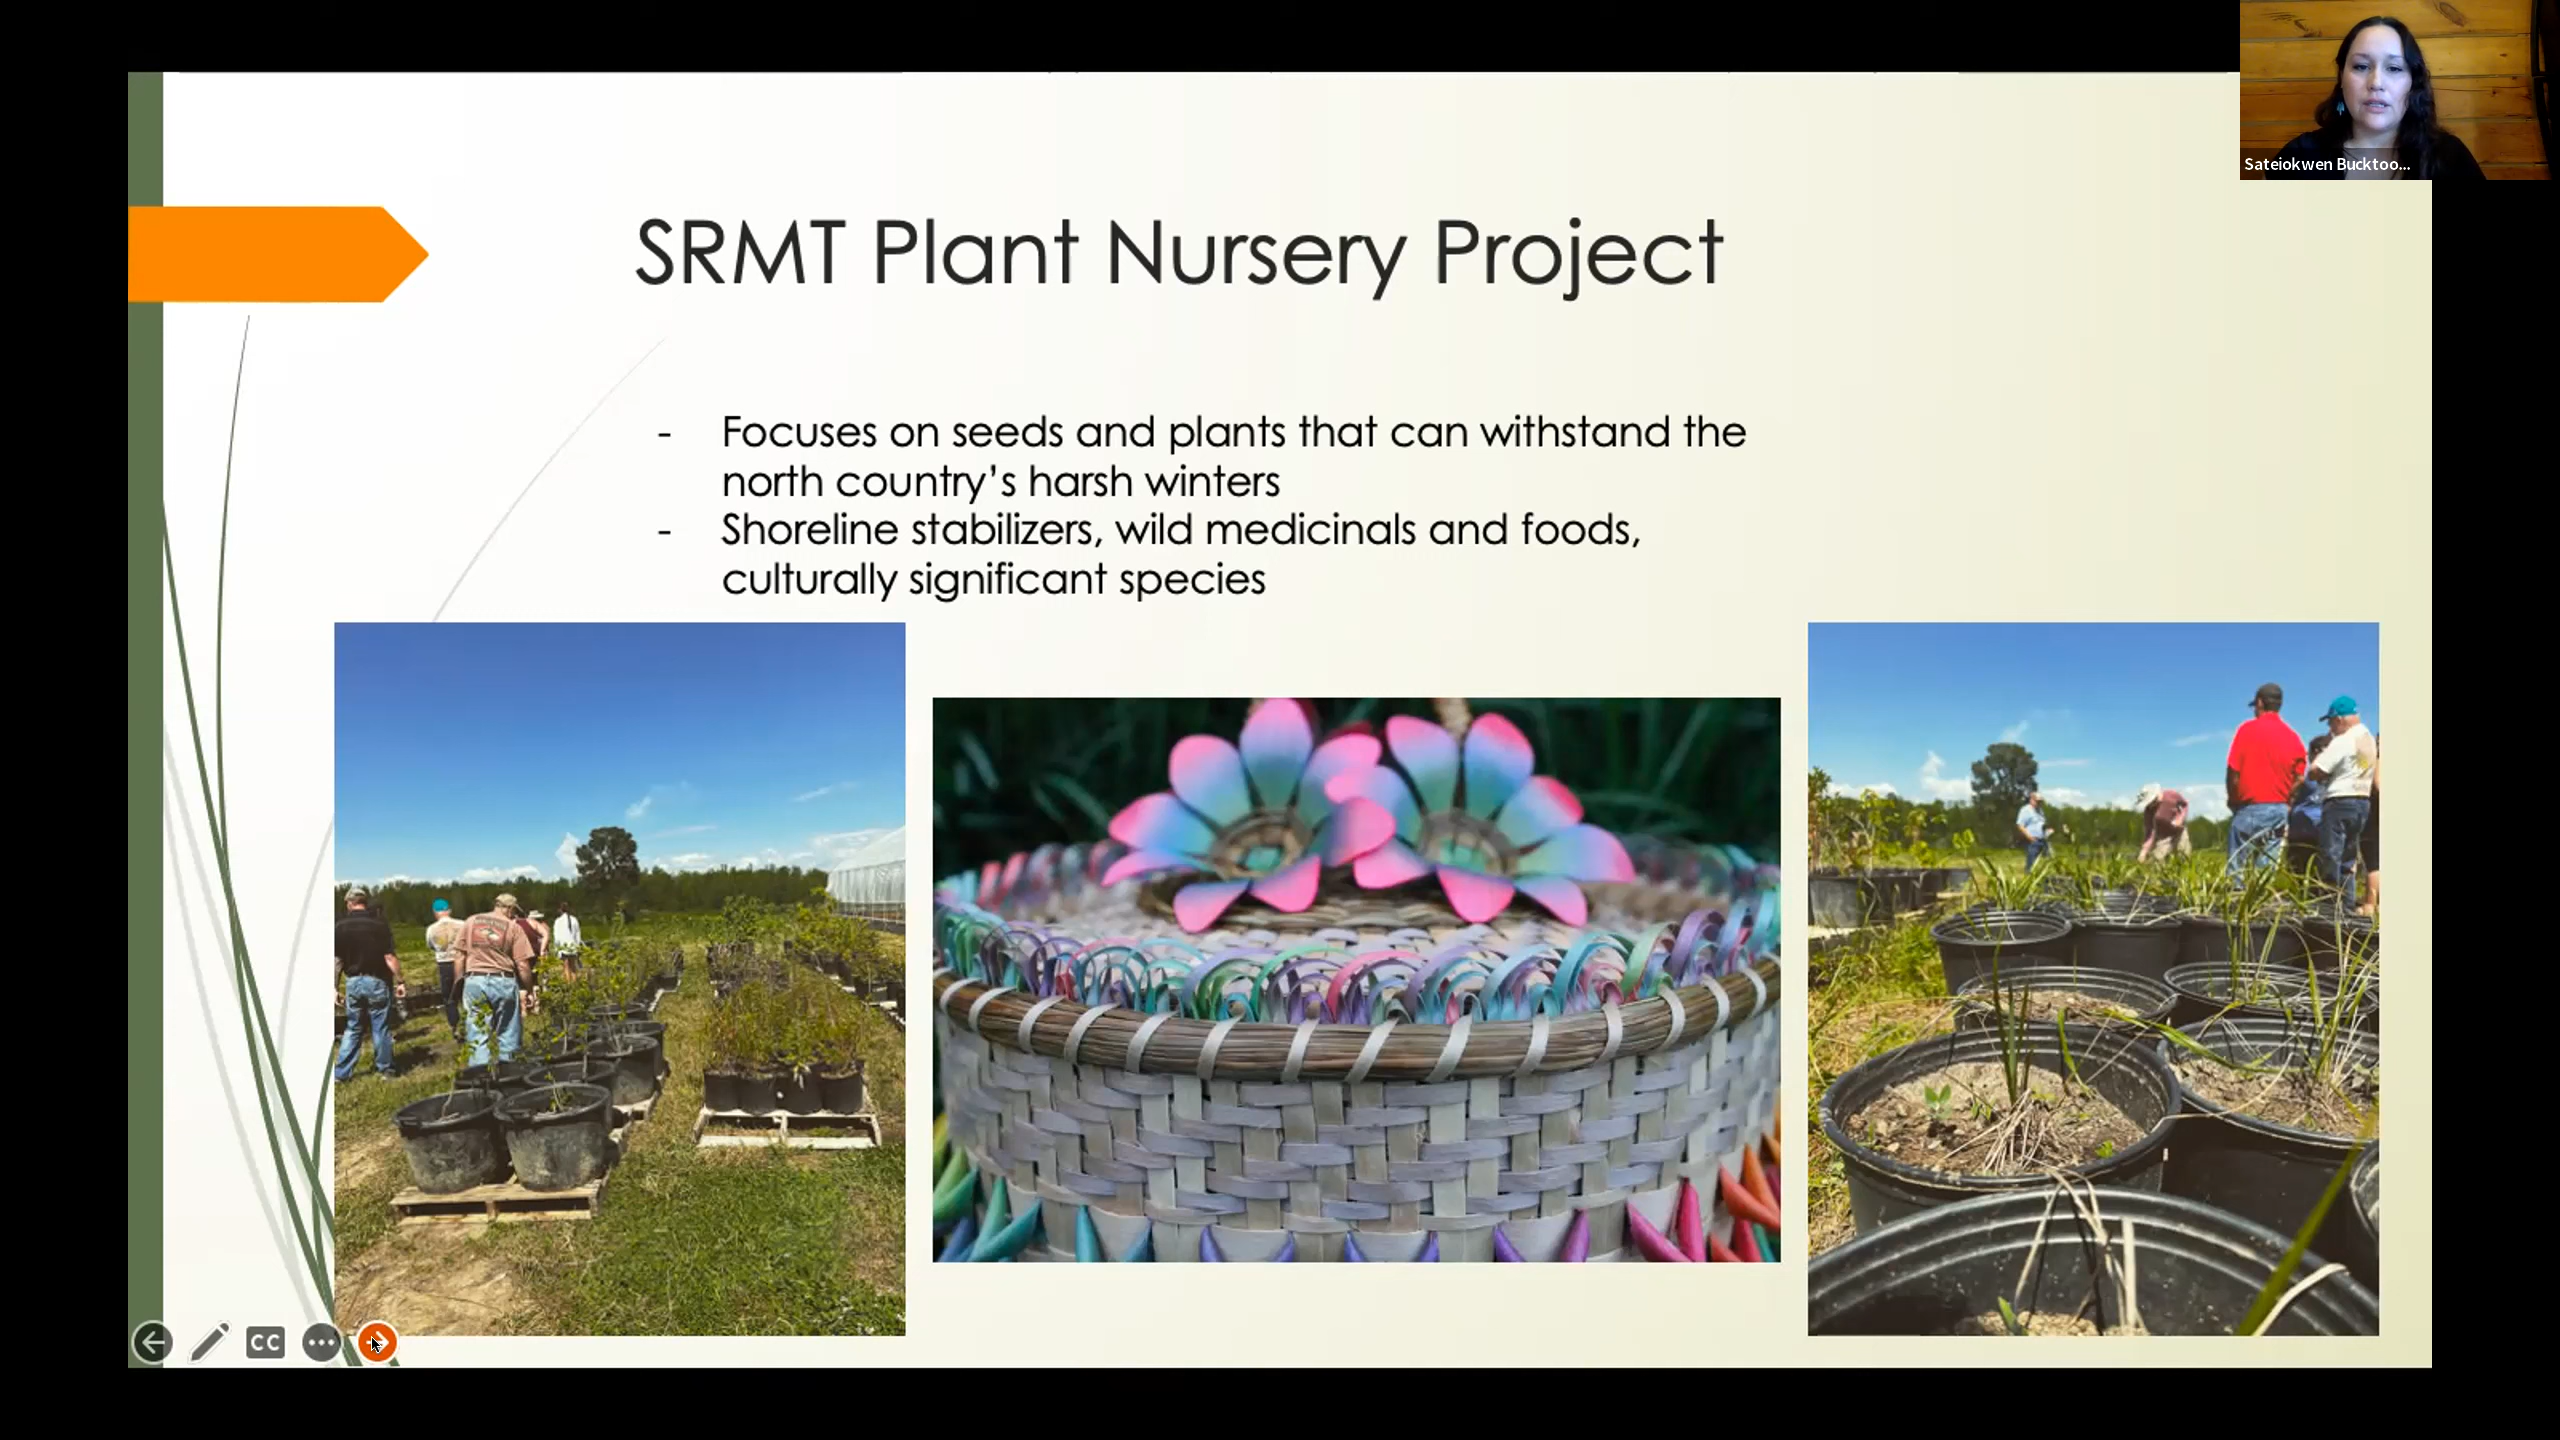 Sateiokwen Bucktoo...
SRMT Plant Nursery Project
- Focuses on seeds and plants that can withstand the
north country's harsh winters
- Shoreline stabilizers, wild medicinals and foods,
culturally significant species
CC